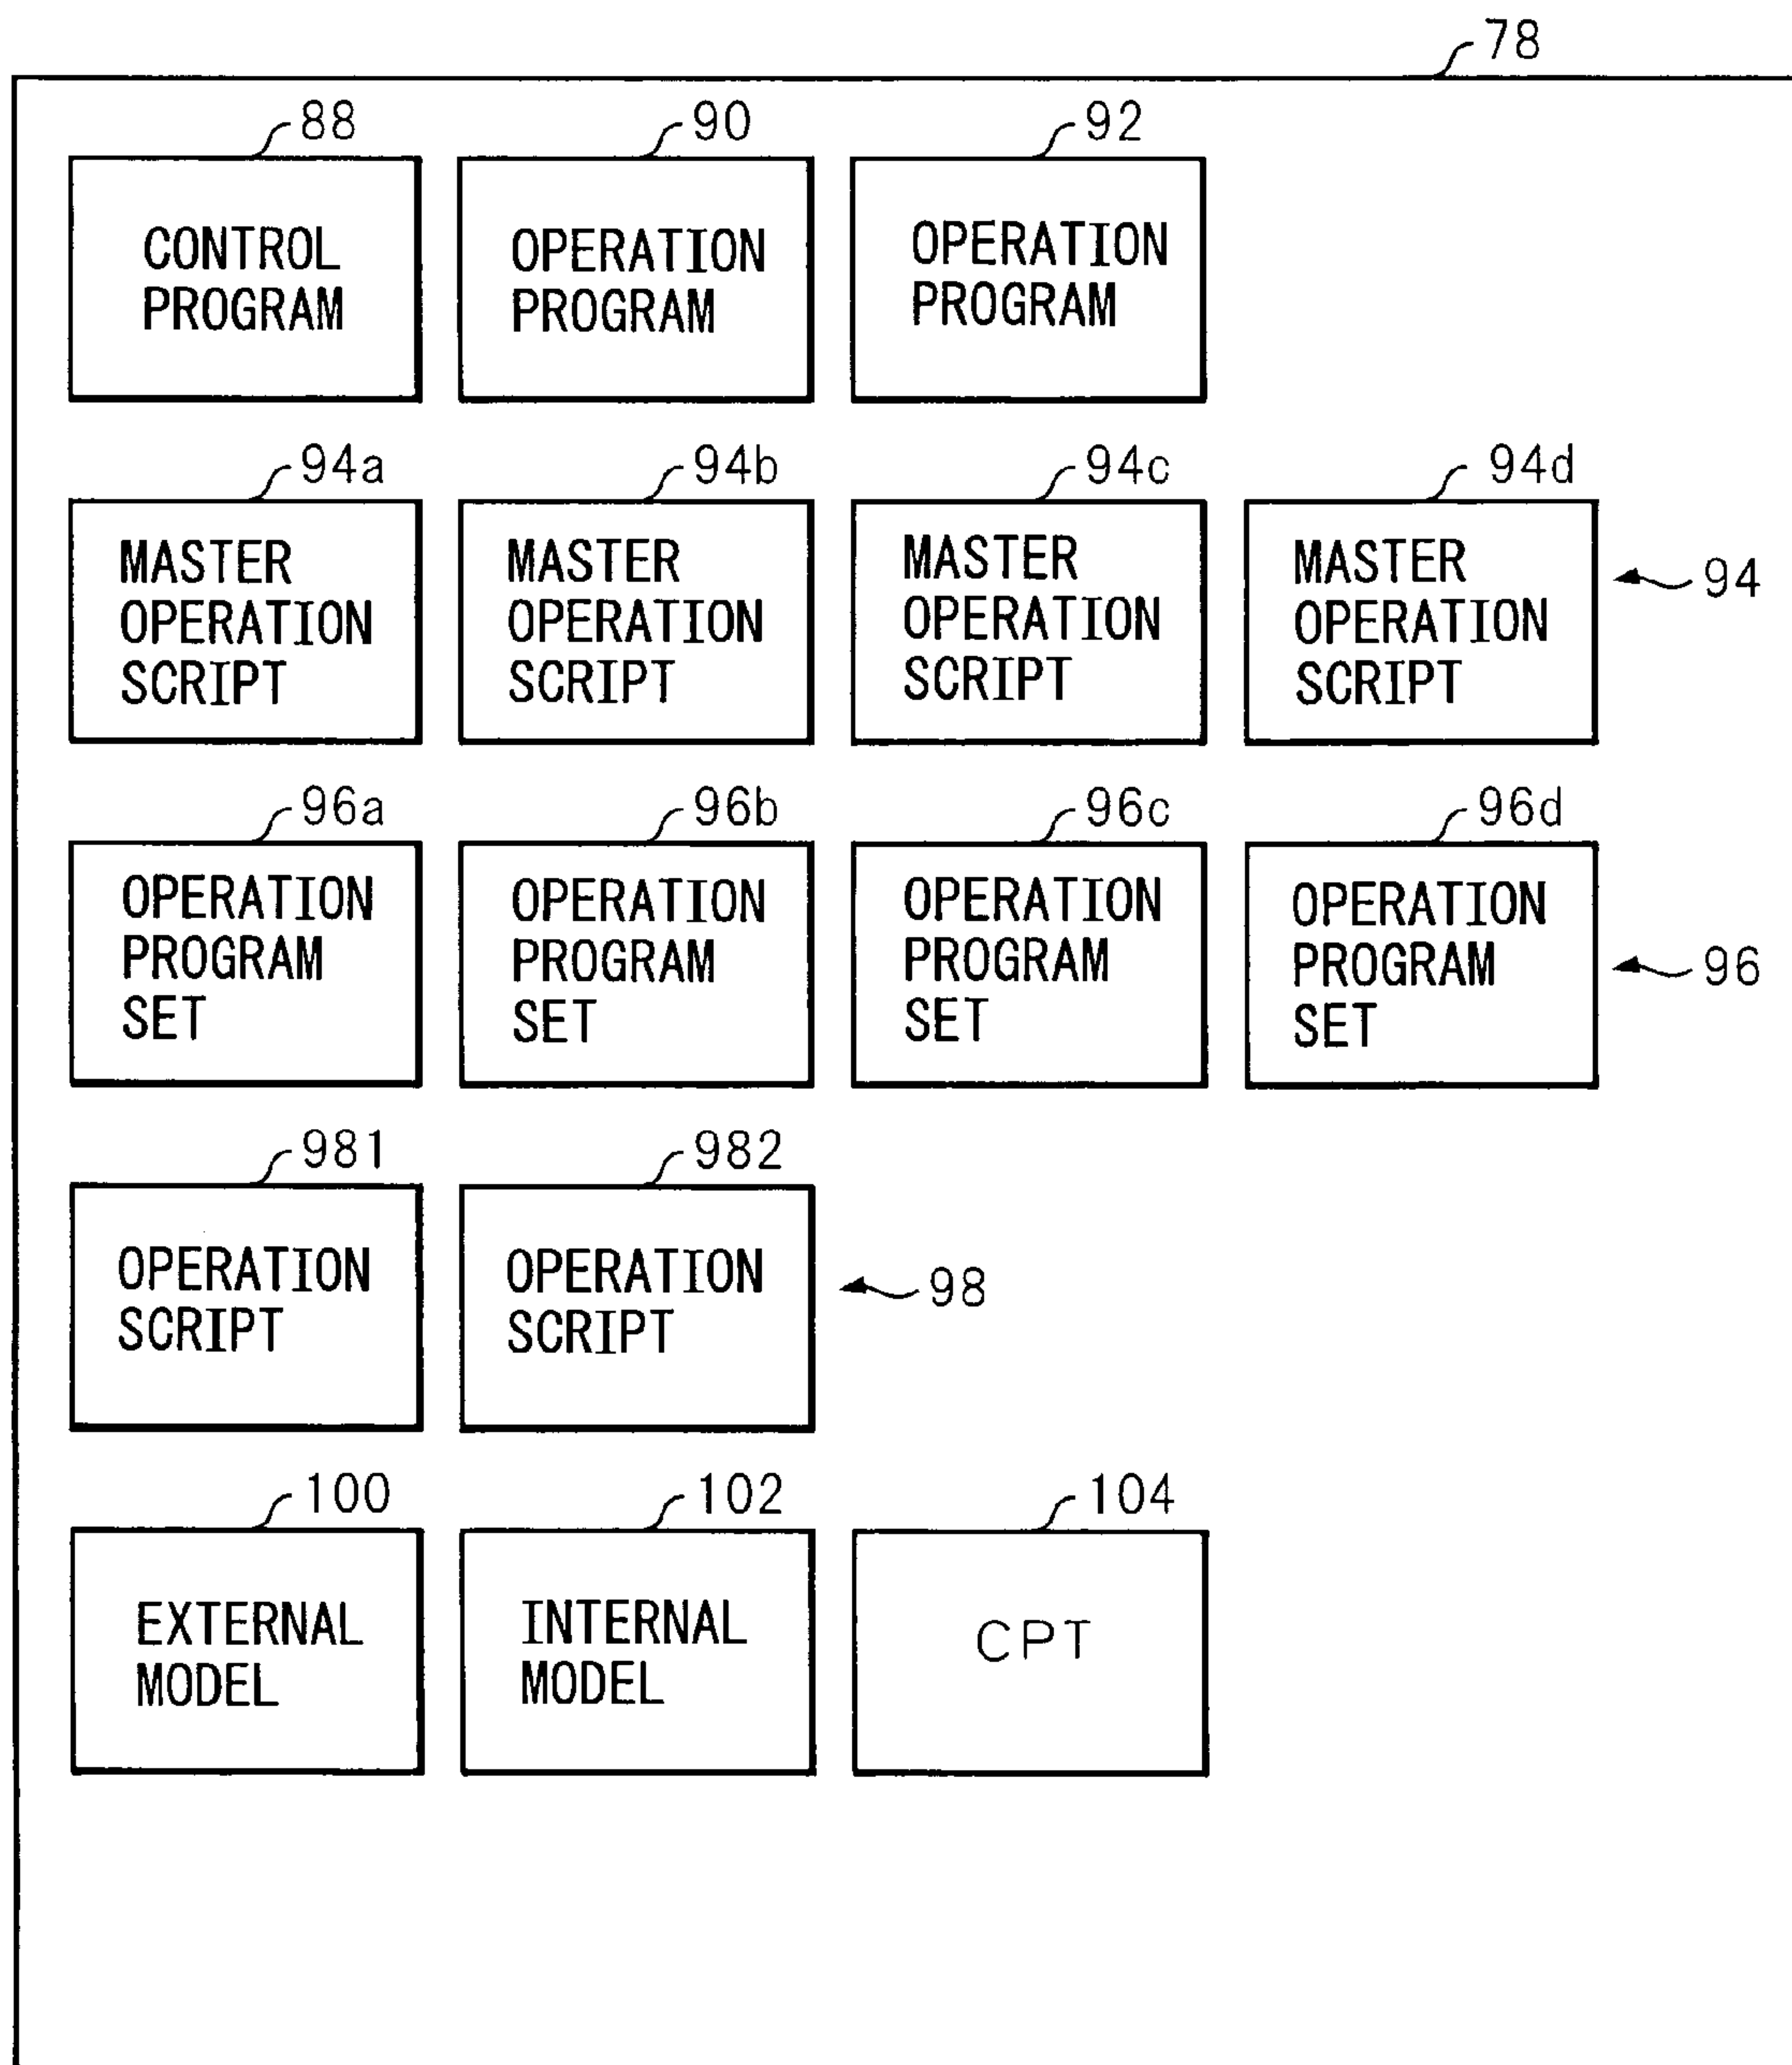 78
88
90
92
CONTROL
PROGRAM
OPERATION
PROGRAM
OPERATION
PROGRAM
94a
94b
94c
94d
MASTER
OPERATION
SCRIPT
MASTER
OPERATION
SCRIPT
MASTER
OPERATION
SCRIPT
MASTER
OPERATION
SCRIPT
94
96a
96b
96c
96d
OPERATION
PROGRAM
SET
OPERATION
PROGRAM
SET
OPERATION
PROGRAM
SET
OPERATION
PROGRAM
SET
96
981
982
OPERATION
SCRIPT
OPERATION
SCRIPT
98
100
102
104
EXTERNAL
MODEL
INTERNAL
MODEL
CPT